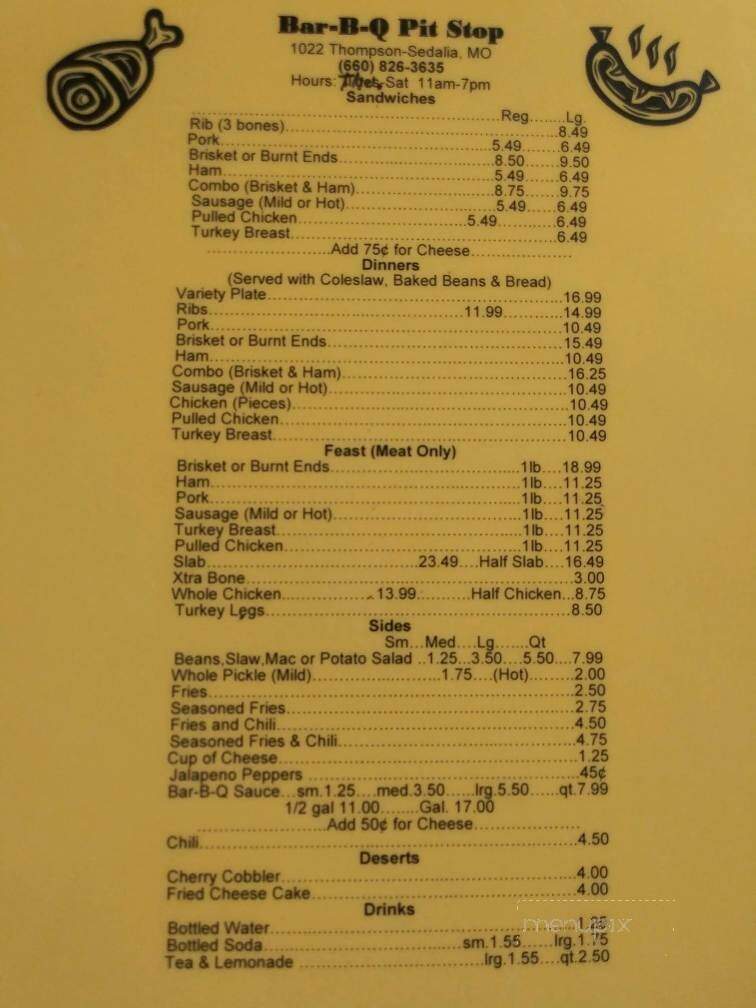 Bar-B-Q Pit Stop
1022 Thompson-Sedalia, MO
(660) 826-3635
Hours: Sat 11am-7pm
Sandwiches
Reg........Lg.
Rib (3 bones)...8.49
Pork...5.49.......6.49
Brisket or Burnt Ends...8.50.......9.50
Ham...5.49.......6.49
Combo (Brisket & Ham)...8.75.......9.75
Sausage (Mild or Hot)...5.49.......6.49
Pulled Chicken...5.49.......6.49
Turkey Breast...6.49
Add 75¢ for Cheese
Dinners
(Served with Coleslaw, Baked Beans & Bread)
Variety Plate...16.99
Ribs...11.99...14.99
Pork...10.49
Brisket or Burnt Ends...15.49
Ham...10.49
Combo (Brisket & Ham)...16.25
Sausage (Mild or Hot)...10.49
Chicken (Pieces)...10.49
Pulled Chicken...10.49
Turkey Breast...10.49
Feast (Meat Only)
Brisket or Burnt Ends...1lb....18.99
Ham...1lb....11.25
Pork...1lb....11.25
Sausage (Mild or Hot)...1lb....11.25
Turkey Breast...1lb....11.25
Pulled Chicken...1lb....11.25
Slab...23.49....Half Slab....16.49
Xtra Bone...3.00
Whole Chicken...13.99...Half Chicken...8.75
Turkey Legs...8.50
Sides
Sm...Med....Lg.......Qt
Beans,Slaw,Mac or Potato Salad ..1.25...3.50....5.50....7.99
Whole Pickle (Mild)...1.75....(Hot)...2.00
Fries...2.50
Seasoned Fries...2.75
Fries and Chili...4.50
Seasoned Fries & Chili...4.75
Cup of Cheese...1.25
Jalapeno Peppers ...45¢
Bar-B-Q Sauce...sm.1.25....med.3.50......lrg.5.50......qt.7.99
1/2 gal 11.00........Gal. 17.00
Add 50¢ for Cheese
Chili...4.50
Deserts
Cherry Cobbler...4.00
Fried Cheese Cake...4.00
Drinks
menupix
Bottled Water...1.25
Bottled Soda...sm.1.55......lrg.1.75
Tea & Lemonade ...lrg.1.55....qt.2.50